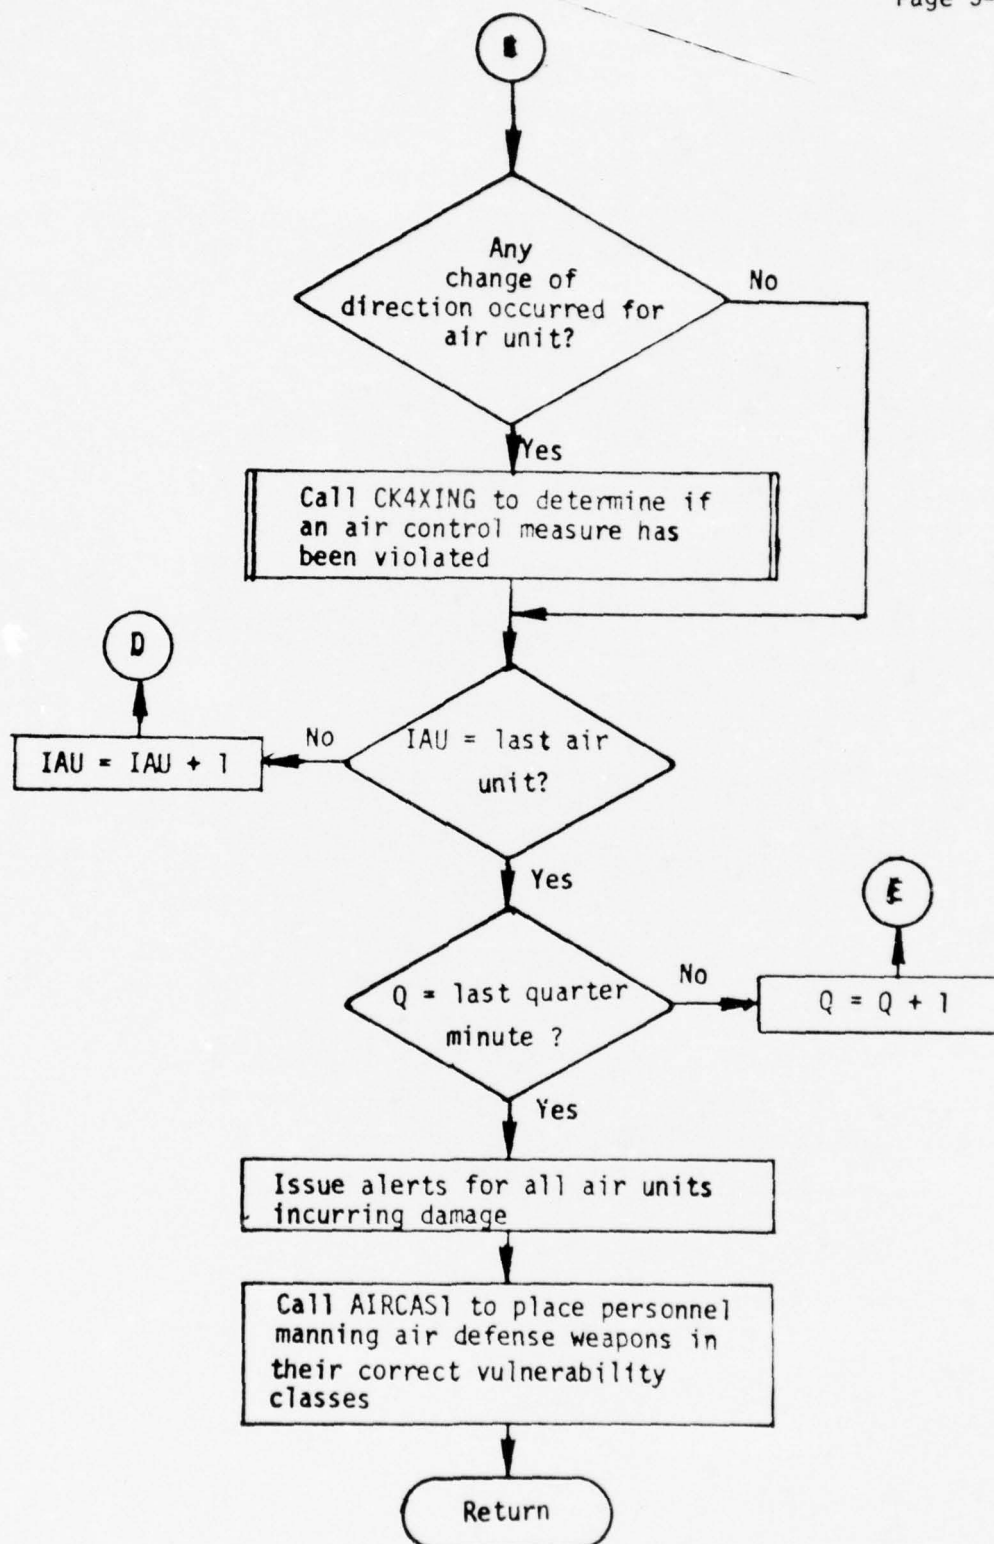 Page
Any
change of
direction occurred for
air unit?
No
Yes
Call CK4XING to determine if
an air control measure has
been violated
D
No
IAU = last air
unit?
IAU = IAU + 1
Yes
E
Q = last quarter
minute ?
No
Q = Q + 1
Yes
Issue alerts for all air units
incurring damage
Call AIRCAS1 to place personnel
manning air defense weapons in
their correct vulnerability
classes
Return